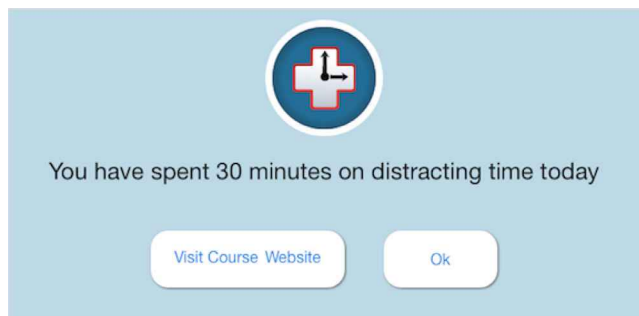 You have spent 30 minutes on distracting time today
Visit Course Website
Ok